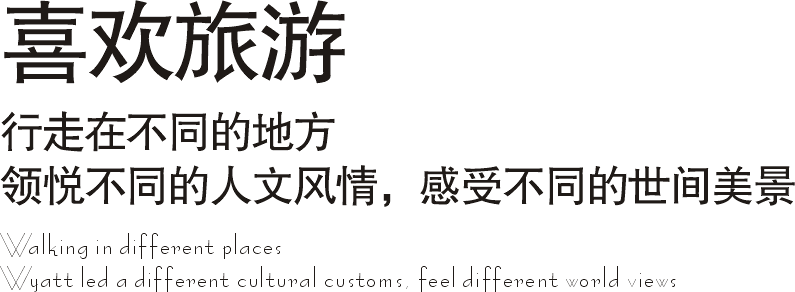 喜欢旅游
行走在不同的地方
领悦不同的人文风情，感受不同的世间美景
Walking in different places
Wyatt led a different cultural customs, feel different world views